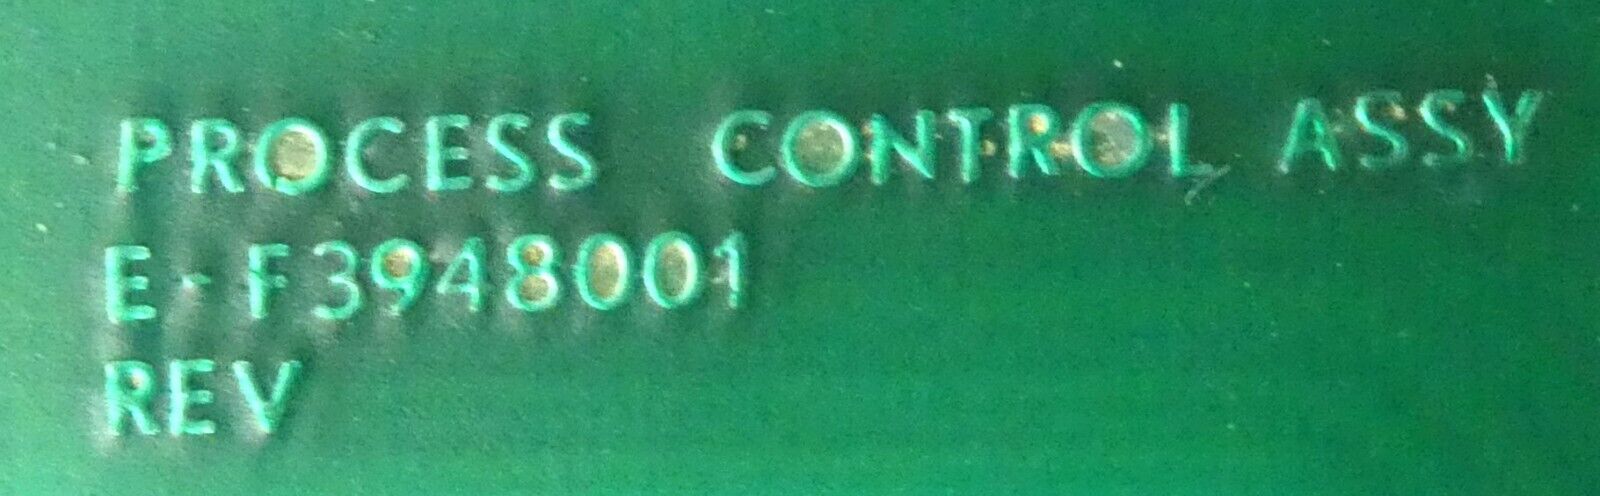 PROCESS CONTROL ASSY
E-F3948001
REV